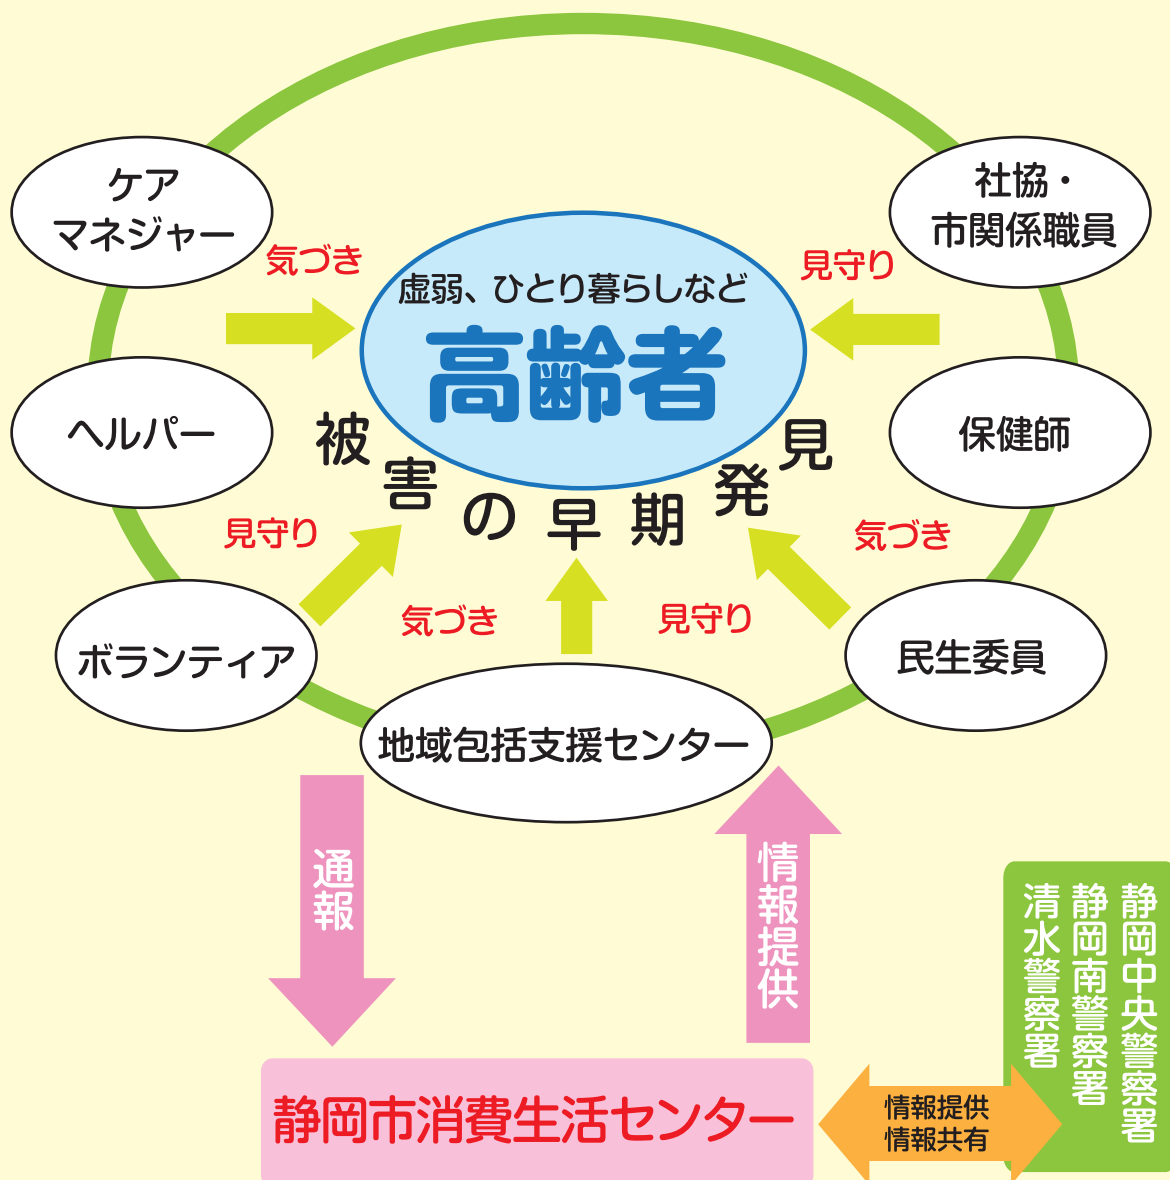 ケア
マネジャー
社協・
市関係職員
気づき
見守り
虚弱、ひとり暮らしなど
高齢者
ヘルパー
保健師
被害の早期発見
見守り
気づき
気づき
見守り
ボランティア
民生委員
地域包括支援センター
通報
情報提供
静岡中央警察署
静岡南警察署
清水警察署
静岡市消費生活センター
情報提供
情報共有